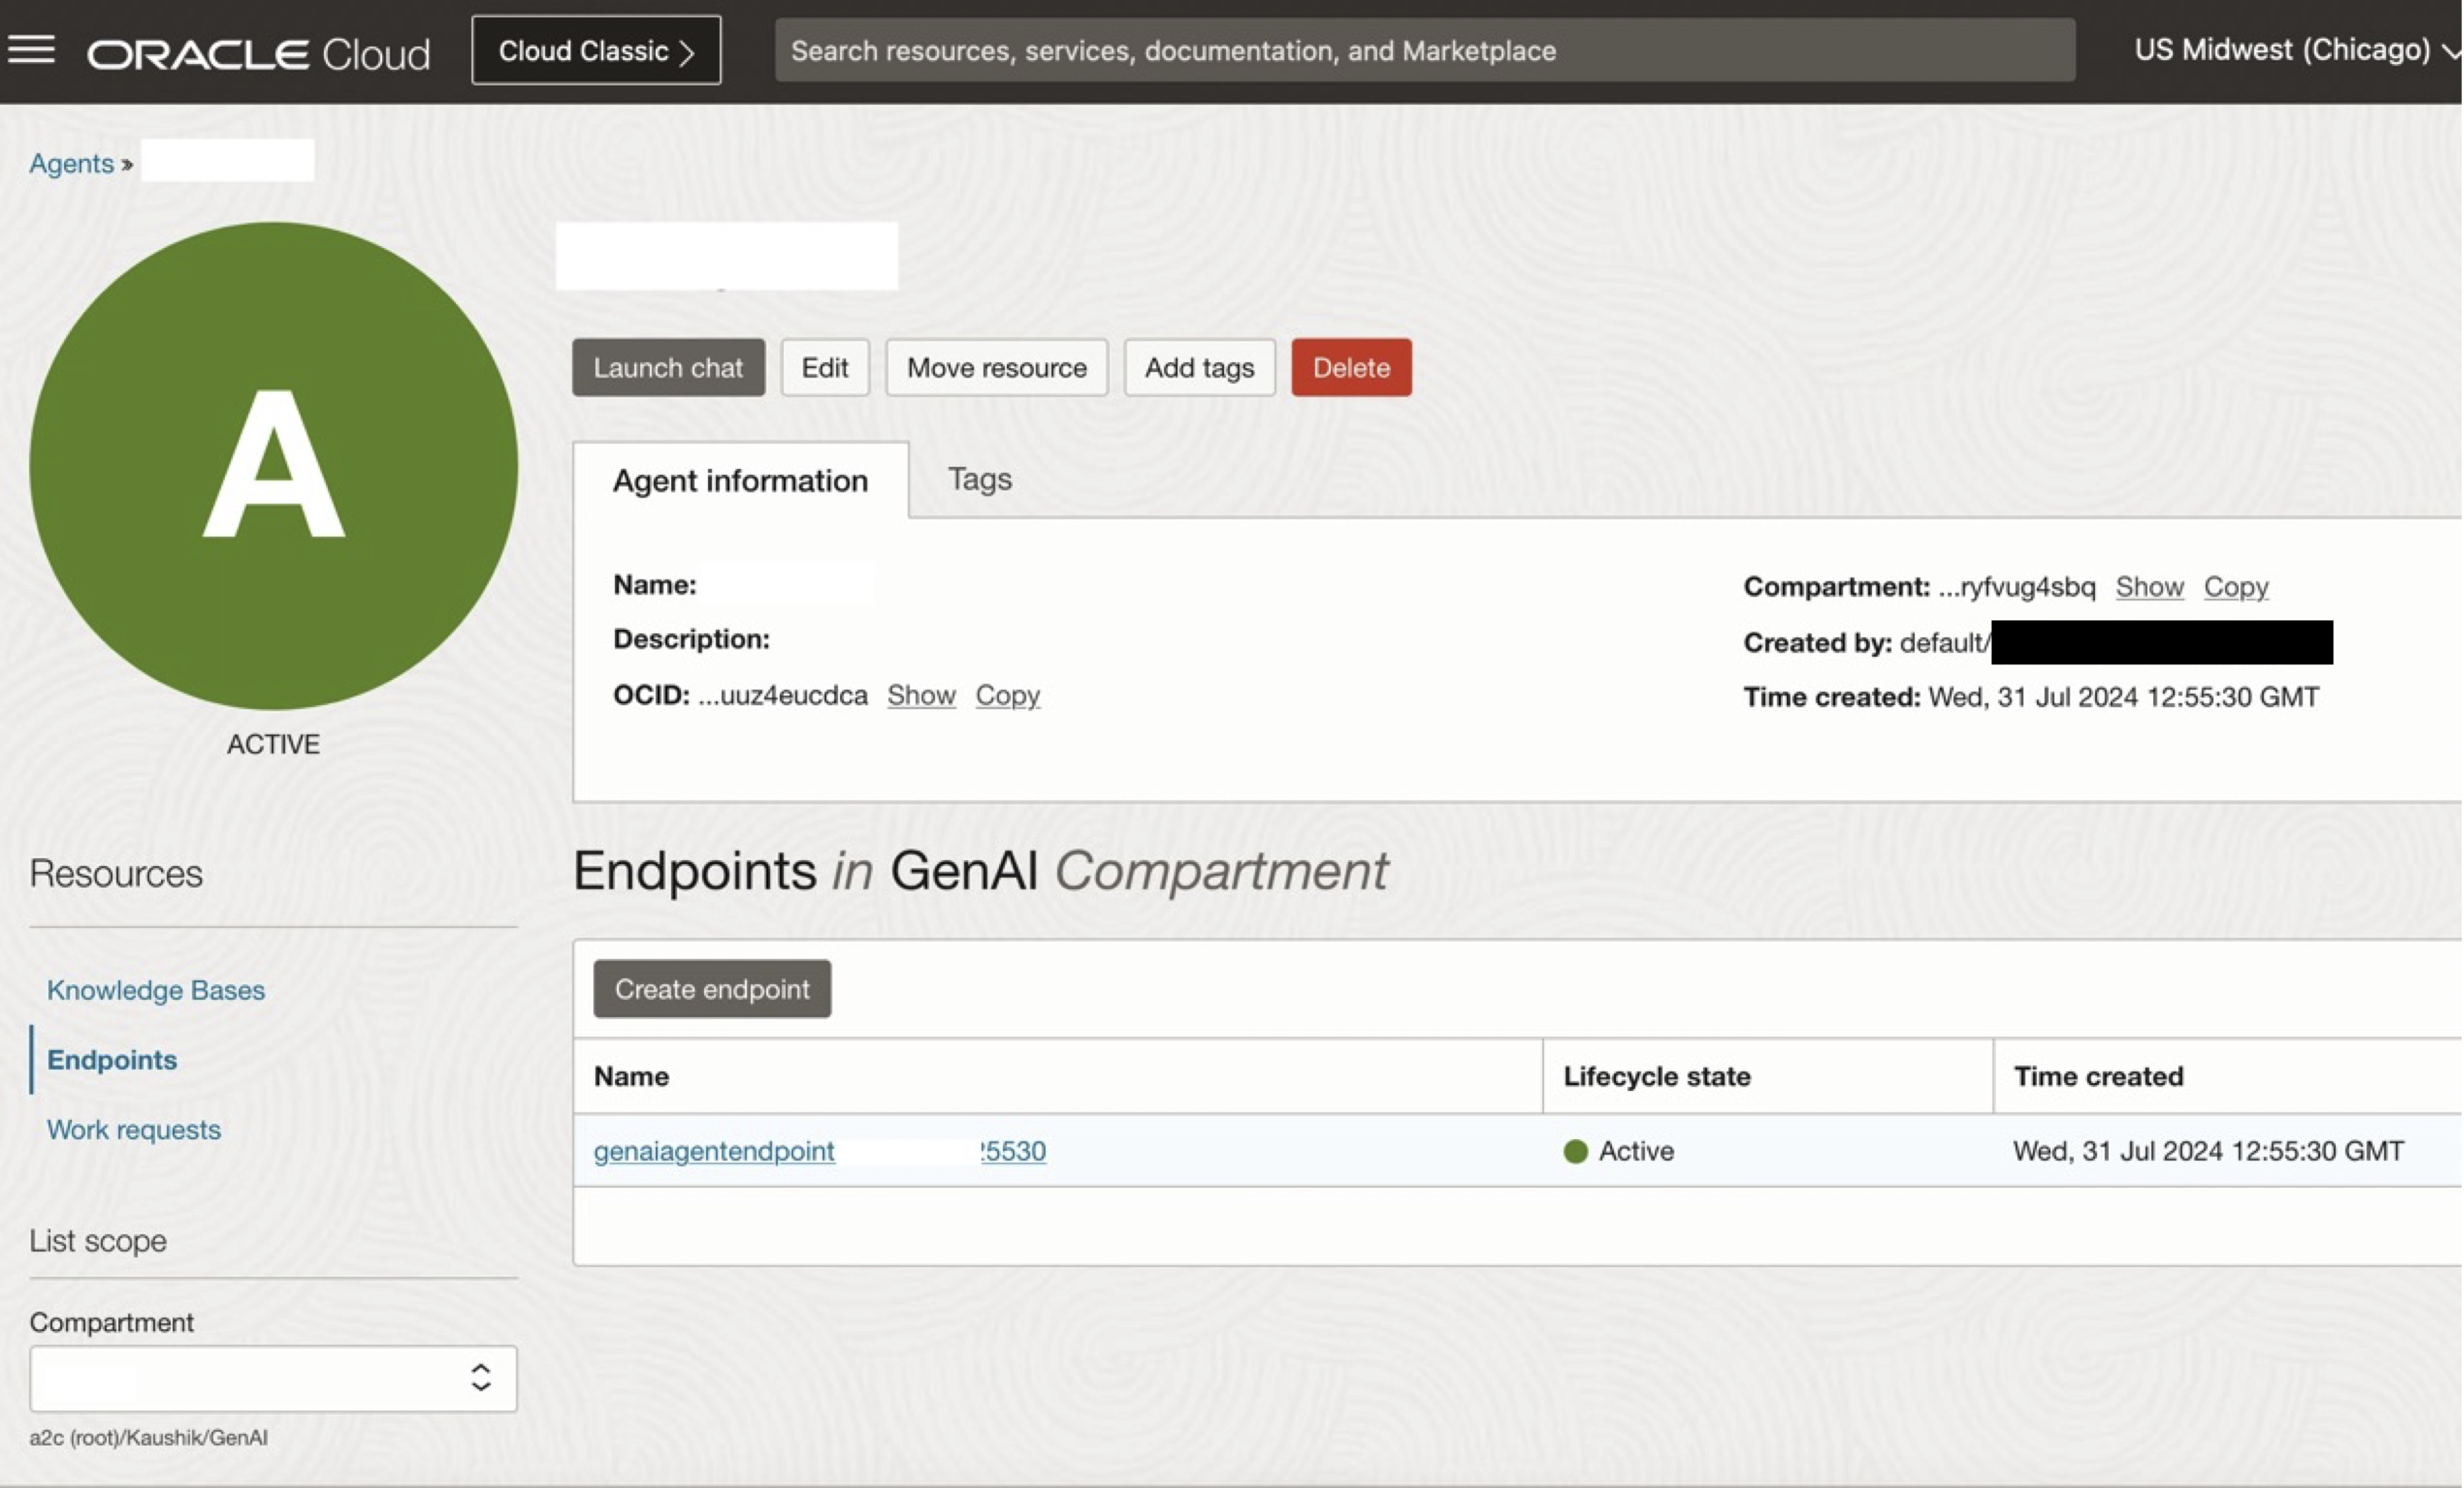 ORACLE Cloud
Cloud Classic
Search resources, services, documentation, and Marketplace
US Midwest (Chicago)
Agents »
A
ACTIVE
Launch chat
Edit
Move resource
Add tags
Delete
Agent information
Tags
Name:
Description:
OCID: ...uuz4eucdca Show Copy
Compartment: ...ryfvug4sbq Show Copy
Created by: default/
Time created: Wed, 31 Jul 2024 12:55:30 GMT
Resources
Knowledge Bases
Endpoints
Work requests
List scope
Compartment
a2c (root)/Kaushik/GenAI
Endpoints in GenAI Compartment
Create endpoint
Name Lifecycle state Time created
genaiagentendpoint 5530 Active Wed, 31 Jul 2024 12:55:30 GMT